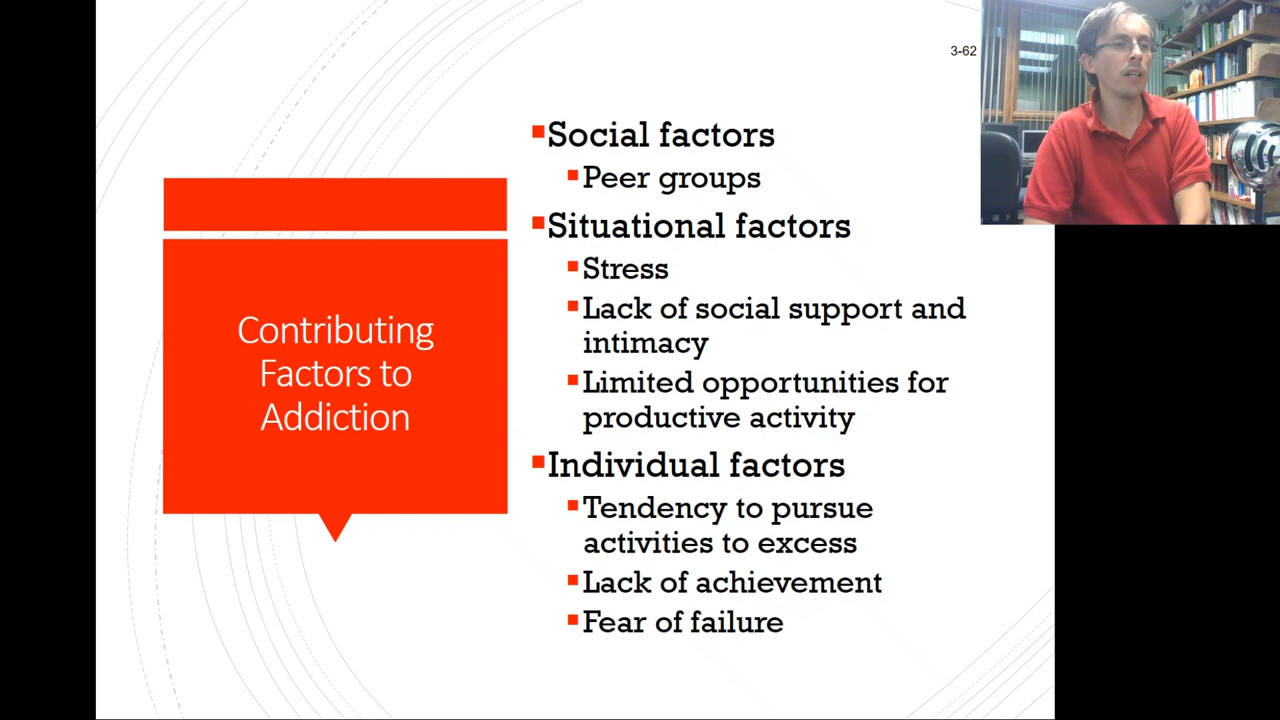 3-62
Contributing
Factors to
Addiction
Social factors
Peer groups
Situational factors
Stress
Lack of social support and
intimacy
Limited opportunities for
productive activity
Individual factors
Tendency to pursue
activities to excess
Lack of achievement
Fear of failure